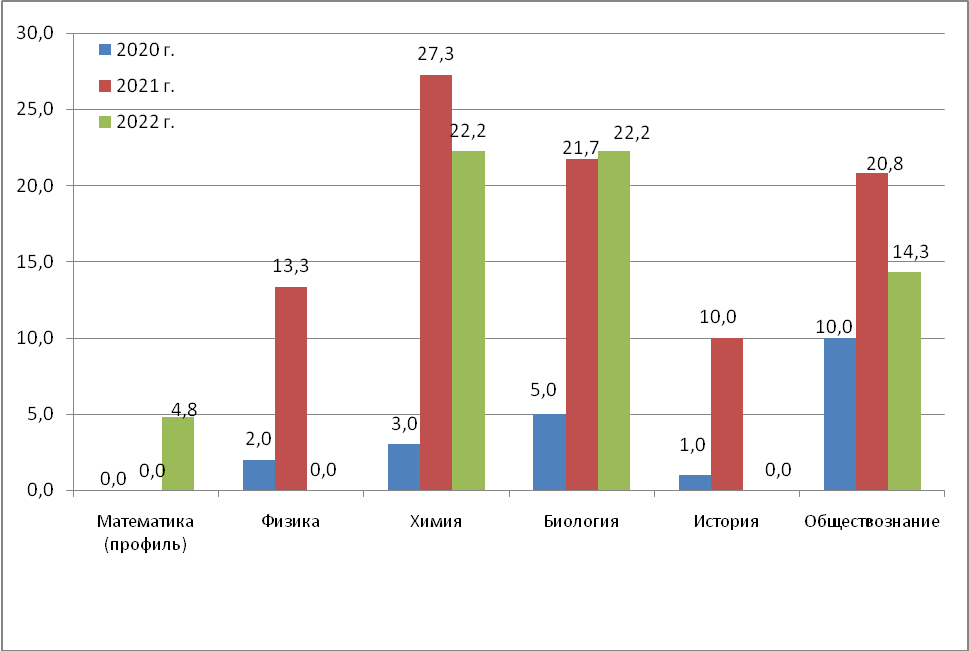 30,0
25,0
20,0
15,0
10,0
5,0
0,0
2020 г.
2021 г.
2022 г.
0,0
0,0
4,8
2,0
13,3
0,0
3,0
27,3
22,2
5,0
21,7
22,2
1,0
10,0
0,0
10,0
20,8
14,3
Математика
(профиль)
Физика
Химия
Биология
История
Обществознание